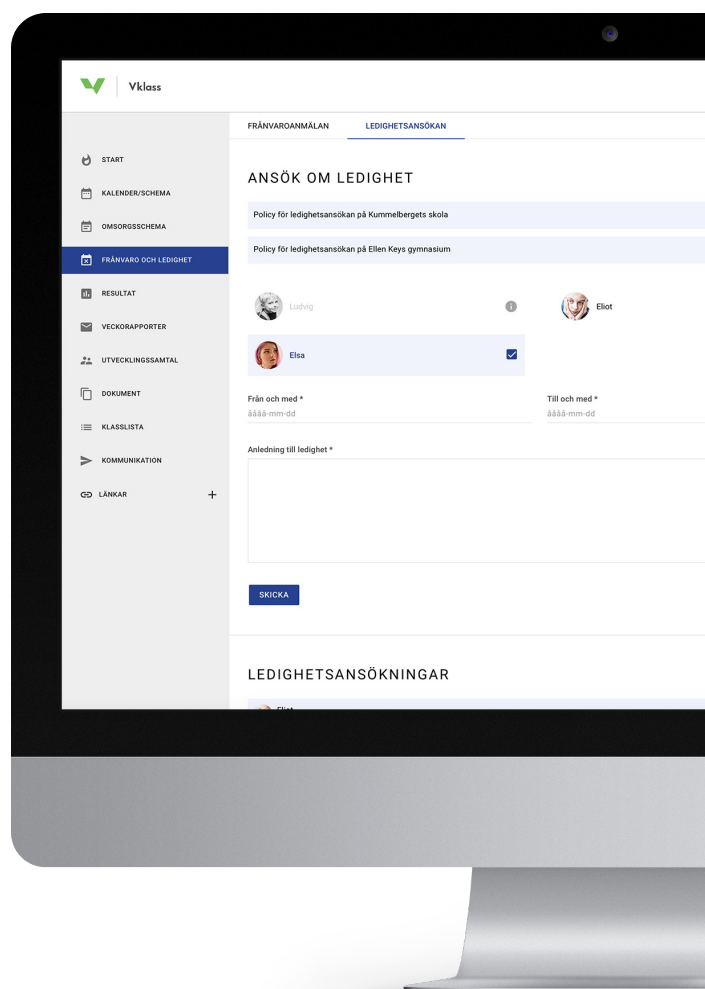 Vklass
FRÅNVAROANMÄLAN LEDIGHETSANSÖKAN
START
KALENDER/SCHEMA
OMSORGSSCHEMA
FRÅNVARO OCH LEDIGHET
RESULTAT
VECKORAPPORTER
UTVECKLINGSSAMTAL
DOKUMENT
KLASSLISTA
KOMMUNIKATION
LÄNKAR +
ANSÖK OM LEDIGHET
Policy för ledighetsansökan på Kummelbergets skola
Policy för ledighetsansökan på Ellen Keys gymnasium
Ludvig
Eliot
Elsa
Från och med *
åååå-mm-dd
Till och med *
åååå-mm-dd
Anledning till ledighet *
SKICKA
LEDIGHETSANSÖKNINGAR
Eliot